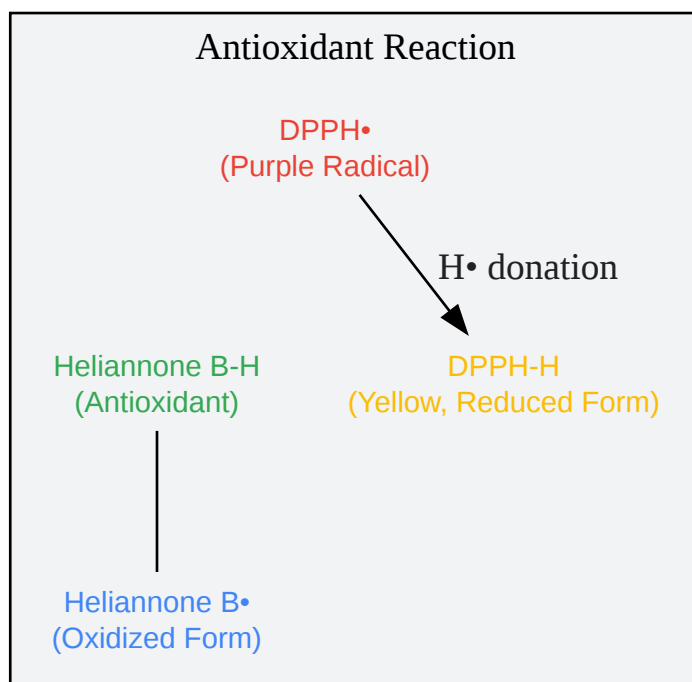 Antioxidant Reaction
DPPH•
(Purple Radical)
H• donation
Heliannone B-H
(Antioxidant)
DPPH-H
(Yellow, Reduced Form)
Heliannone B•
(Oxidized Form)